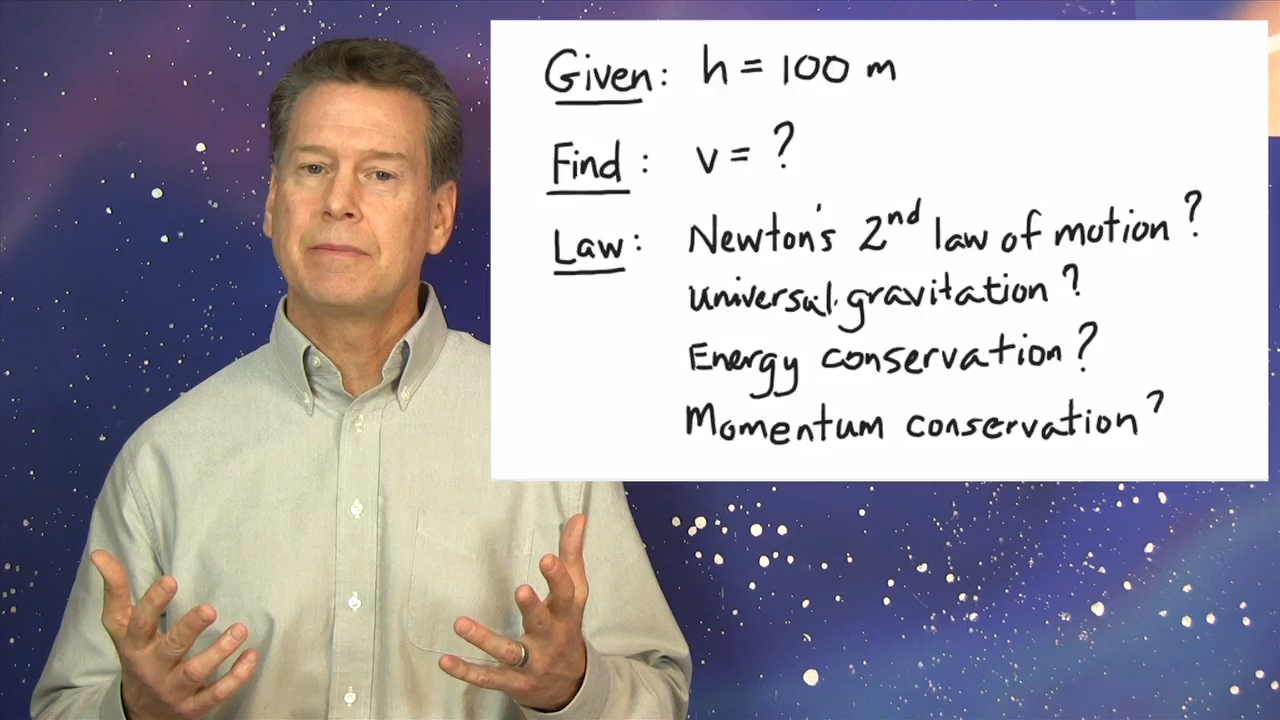 Given: h = 100 m
Find: v = ?
Law: Newton's 2nd law of motion?
universal gravitation?
Energy conservation?
Momentum conservation?